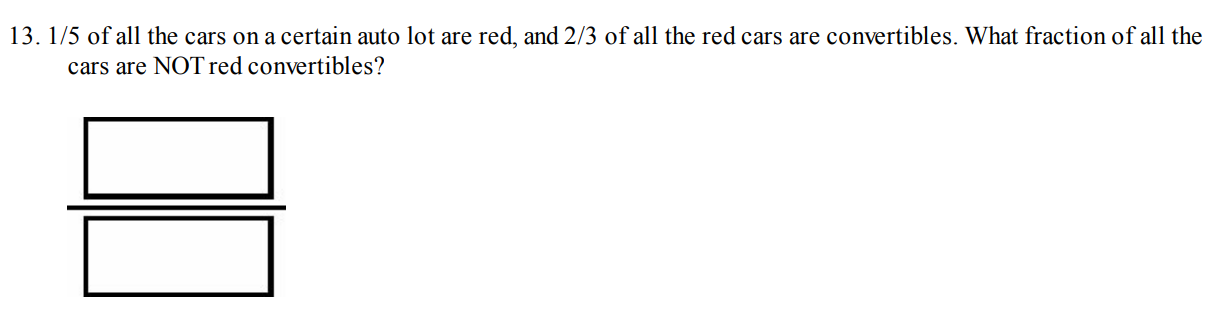 13. 1/5 of all the cars on a certain auto lot are red, and 2/3 of all the red cars are convertibles. What fraction of all the
cars are NOT red convertibles?